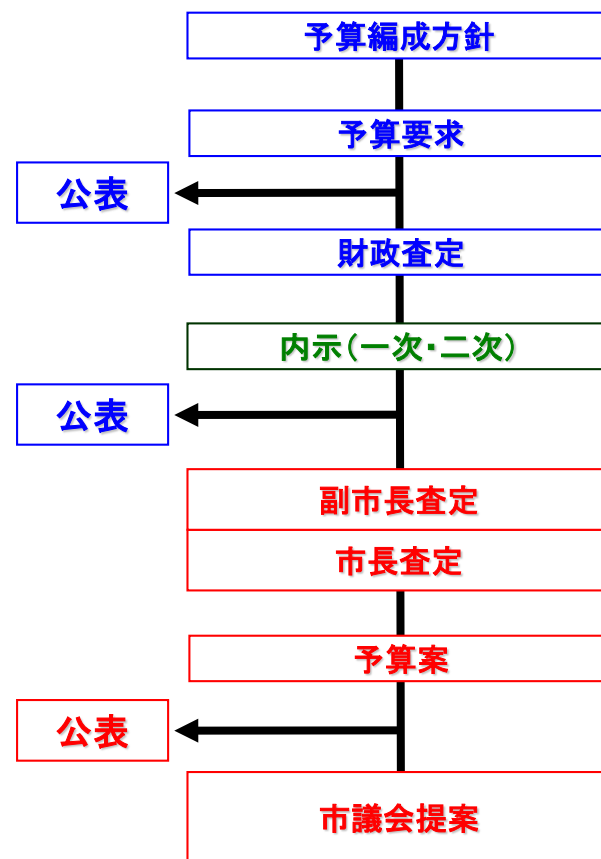 予算編成方針
予算要求
公表
財政査定
内示(一次・二次)
公表
副市長査定
市長査定
予算案
公表
市議会提案